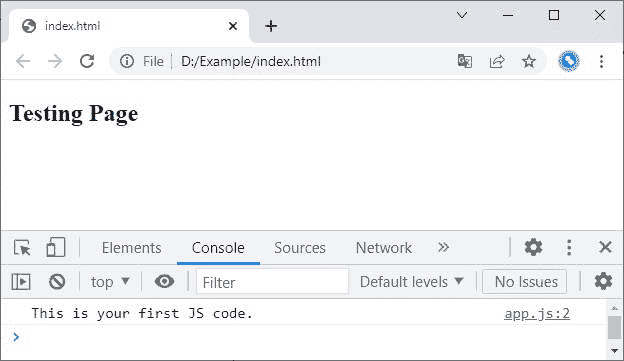 index.html
File | D:/Example/index.html
Testing Page
Elements Console Sources Network »
top Filter Default levels No Issues
This is your first JS code. app.js:2